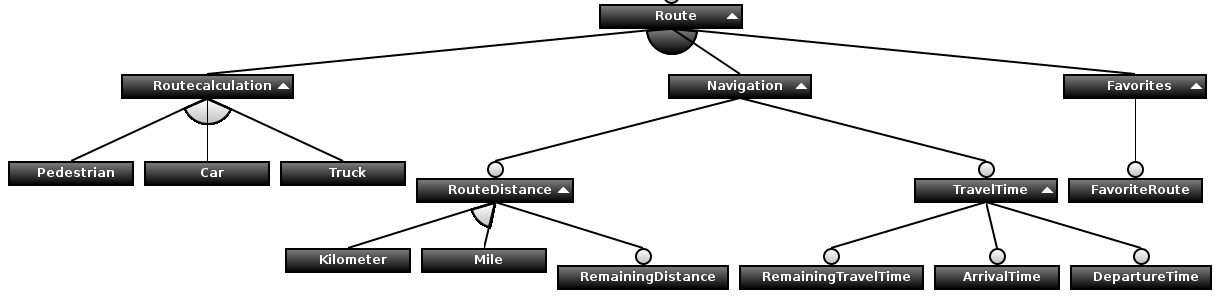 Route
Routecalculation
Navigation
Favorites
Pedestrian
Car
Truck
RouteDistance
TravelTime
FavoriteRoute
Kilometer
Mile
RemainingDistance
RemainingTravelTime
ArrivalTime
DepartureTime